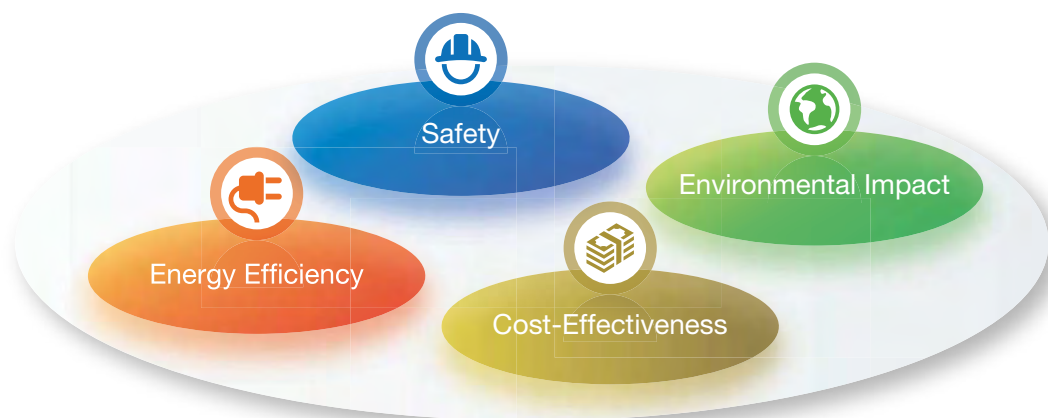 Safety
Environmental Impact
Energy Efficiency
Cost-Effectiveness